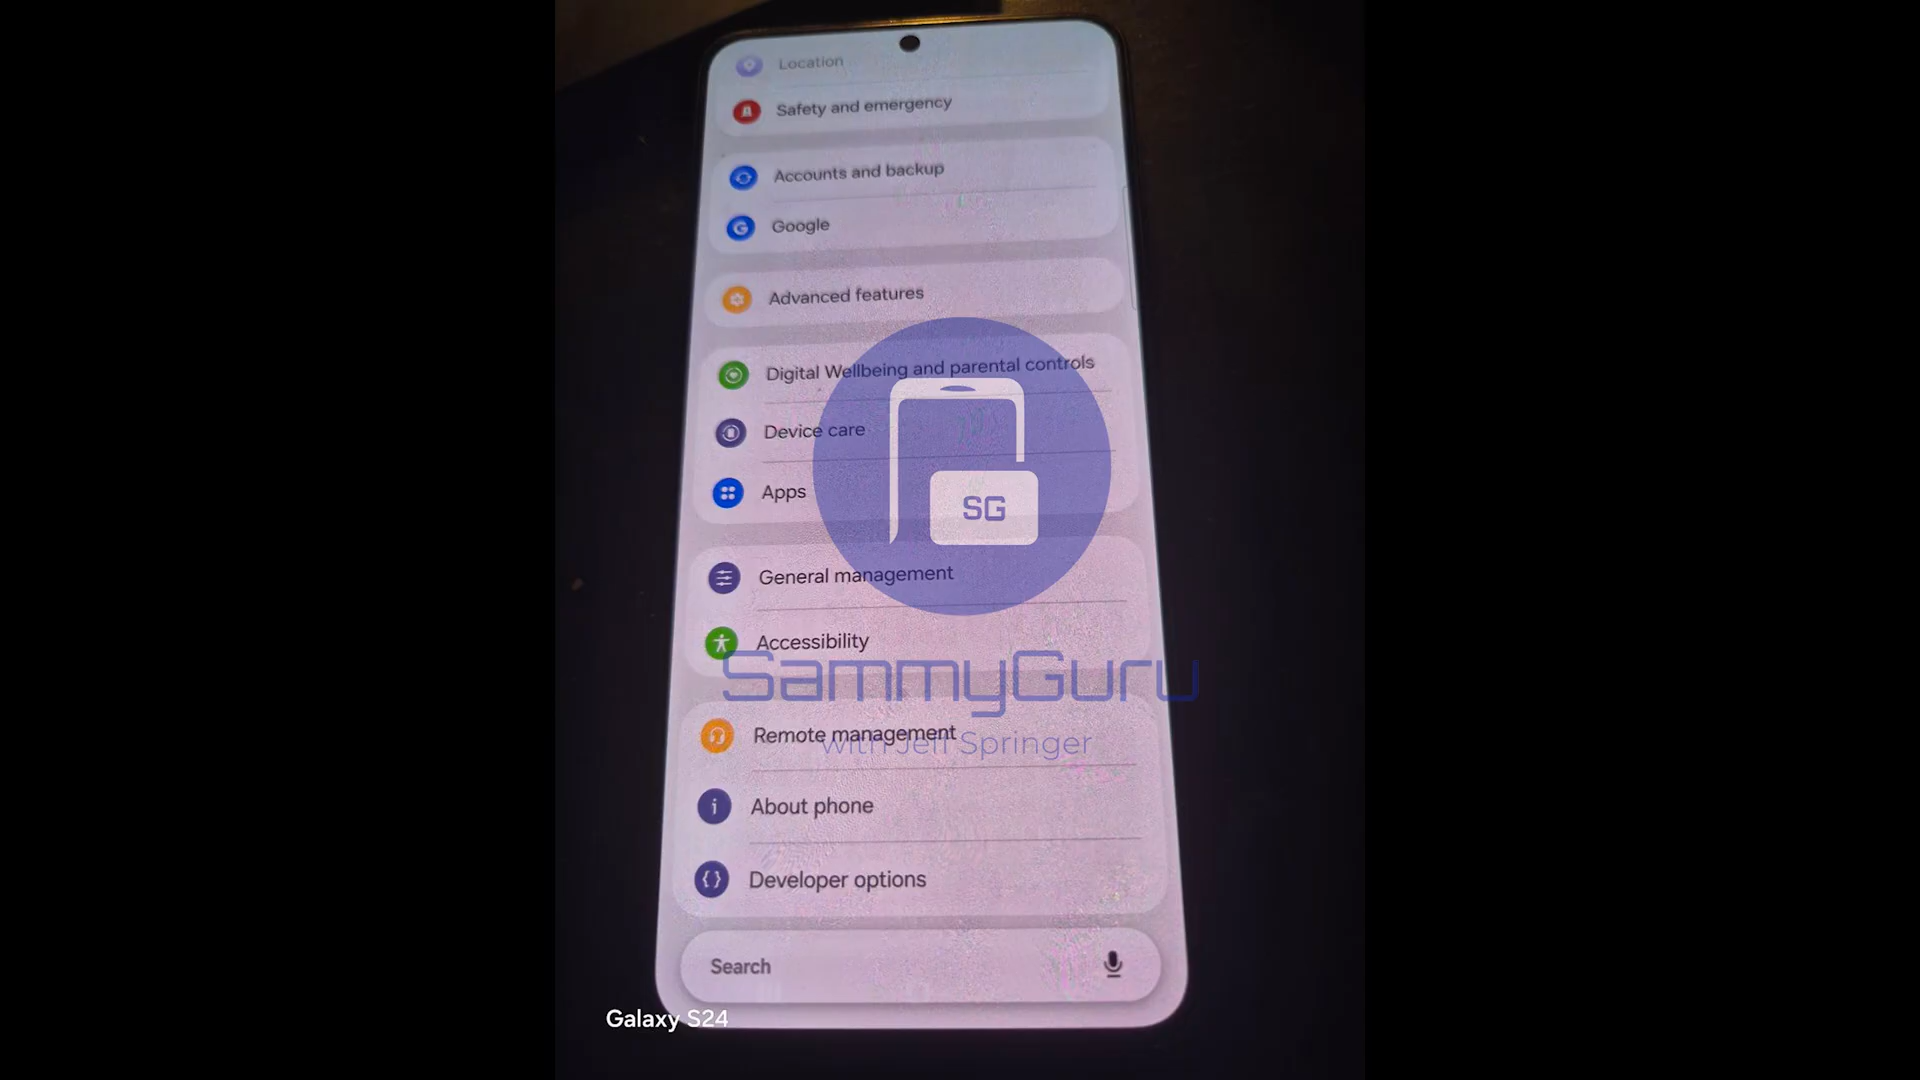 Location
Safety and emergency
Accounts and backup
Google
Advanced features
Digital Wellbeing and parental controls
Device care
Apps
SG
General management
Accessibility
SammyGuru
Remote management
with Jeff Springer
About phone
Developer options
Search
Galaxy S24